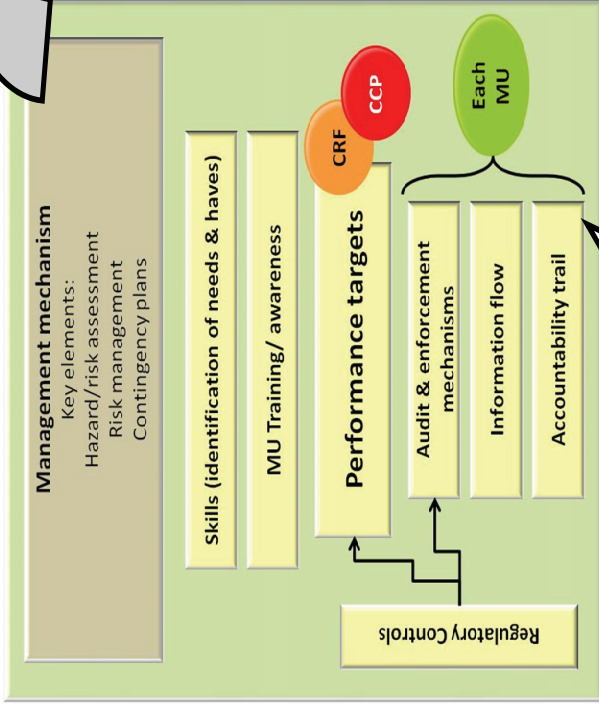 Management mechanism
Key elements:
Hazard/risk assessment
Risk management
Contingency plans
Skills (identification of needs & haves)
MU Training/ awareness
Performance targets
CRF
CCP
Audit & enforcement
mechanisms
Information flow
Accountability trail
Each
MU
Regulatory Controls